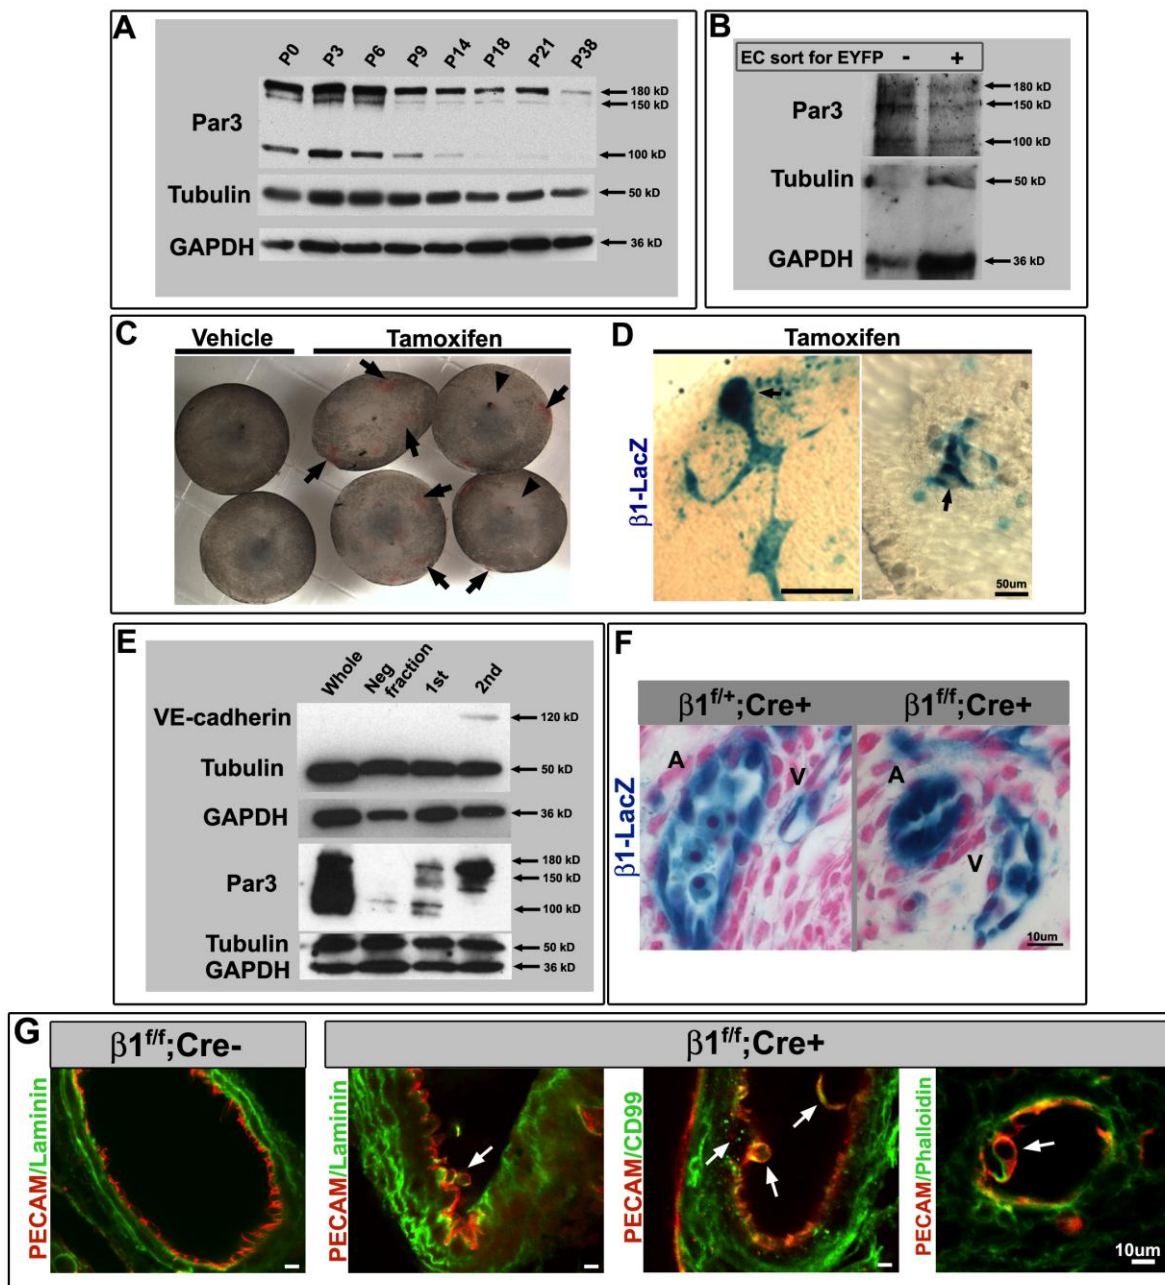 A
P0 P3 P6 P9 P14 P18 P21 P38
Par3
180 kD
150 kD
100 kD
Tubulin
50 kD
GAPDH
36 kD
B
EC sort for EYFP - +
Par3
180 kD
150 kD
100 kD
Tubulin
50 kD
GAPDH
36 kD
C
Vehicle Tamoxifen
D
Tamoxifen
β1-LacZ
50um
E
Whole Neg fraction 1st 2nd
VE-cadherin
120 kD
Tubulin
50 kD
GAPDH
36 kD
Par3
180 kD
150 kD
100 kD
Tubulin
50 kD
GAPDH
36 kD
F
β1f/+;Cre+ β1f/f;Cre+
β1-LacZ
A V A V
10um
G
β1f/f;Cre- β1f/f;Cre+
PECAM/Laminin
PECAM/Laminin
PECAM/CD99
PECAM/Phalloidin
10um